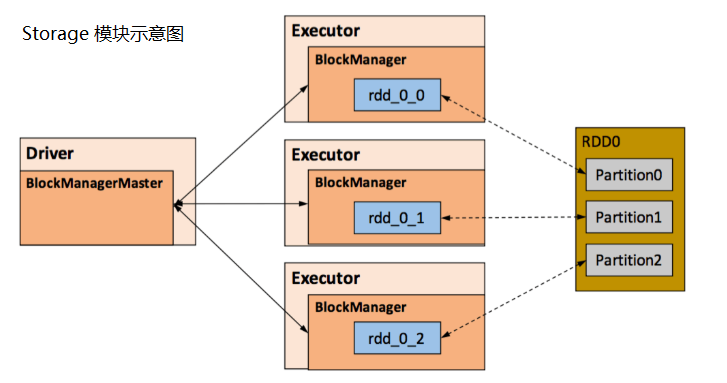 Storage 模块示意图
Executor
BlockManager
rdd_0_0
Driver
BlockManagerMaster
Executor
BlockManager
rdd_0_1
Executor
BlockManager
rdd_0_2
RDD0
Partition0
Partition1
Partition2